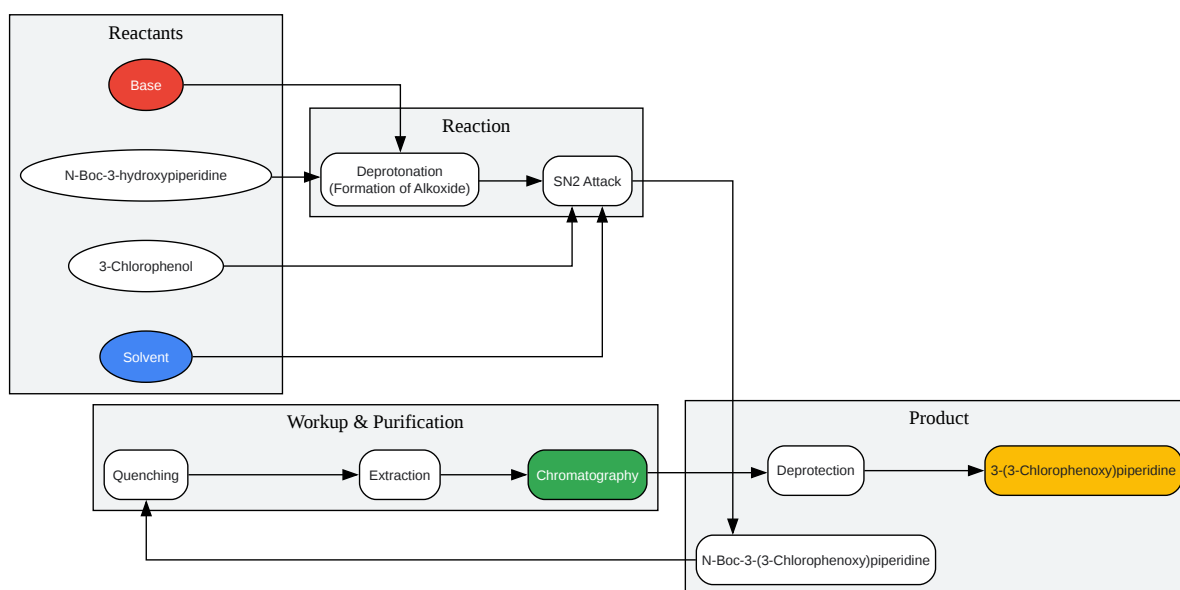 Reactants
Base
N-Boc-3-hydroxypiperidine
3-Chlorophenol
Solvent
Reaction
Deprotonation
(Formation of Alkoxide)
SN2 Attack
Workup & Purification
Quenching
Extraction
Chromatography
Product
Deprotection
3-(3-Chlorophenoxy)piperidine
N-Boc-3-(3-Chlorophenoxy)piperidine